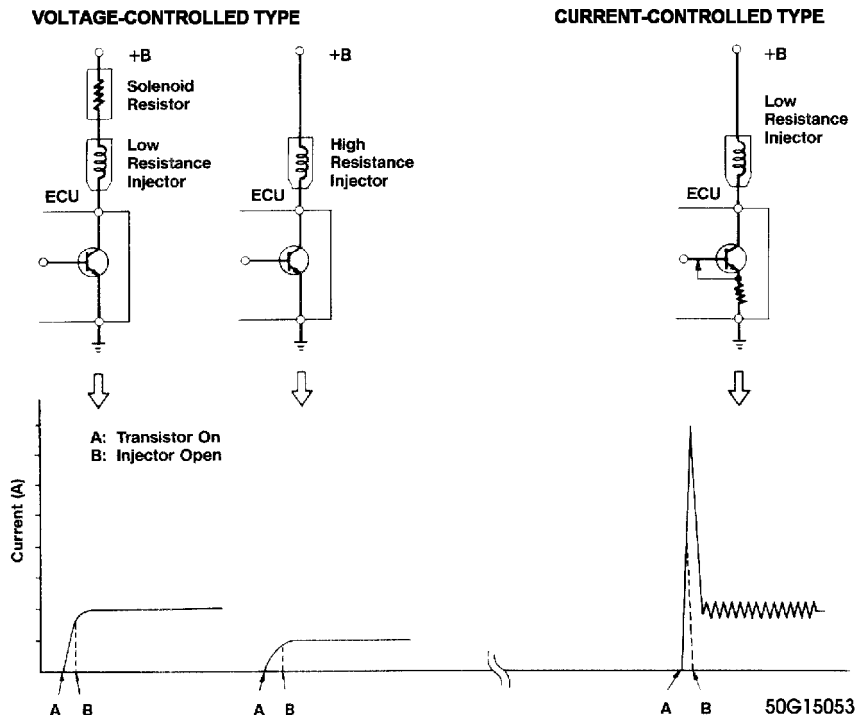 VOLTAGE-CONTROLLED TYPE
CURRENT-CONTROLLED TYPE
+B
Solenoid
Resistor
Low
Resistance
Injector
ECU
+B
High
Resistance
Injector
ECU
+B
Low
Resistance
Injector
ECU
A: Transistor On
B: Injector Open
Current (A)
A B
A B
A B
50G15053